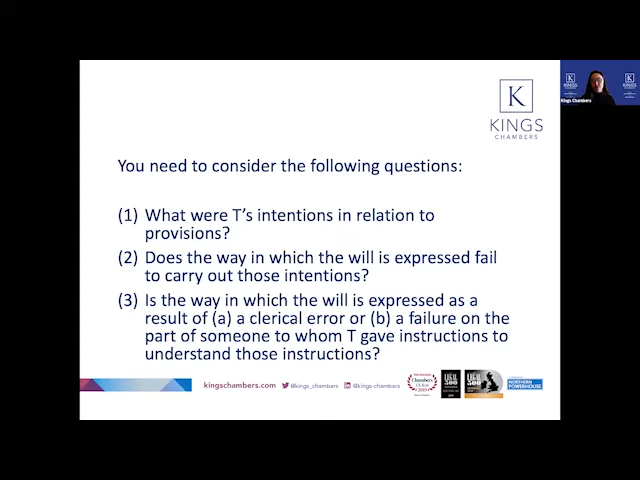 K
KINGS
CHAMBERS
Kings Chambers
You need to consider the following questions:
(1) What were T's intentions in relation to
provisions?
(2) Does the way in which the will is expressed fail
to carry out those intentions?
(3) Is the way in which the will is expressed as a
result of (a) a clerical error or (b) a failure on the
part of someone to whom T gave instructions to
understand those instructions?
kingschambers.com @kings_chambers kings-chambers
Chambers
NORTHERN
POWERHOUSE